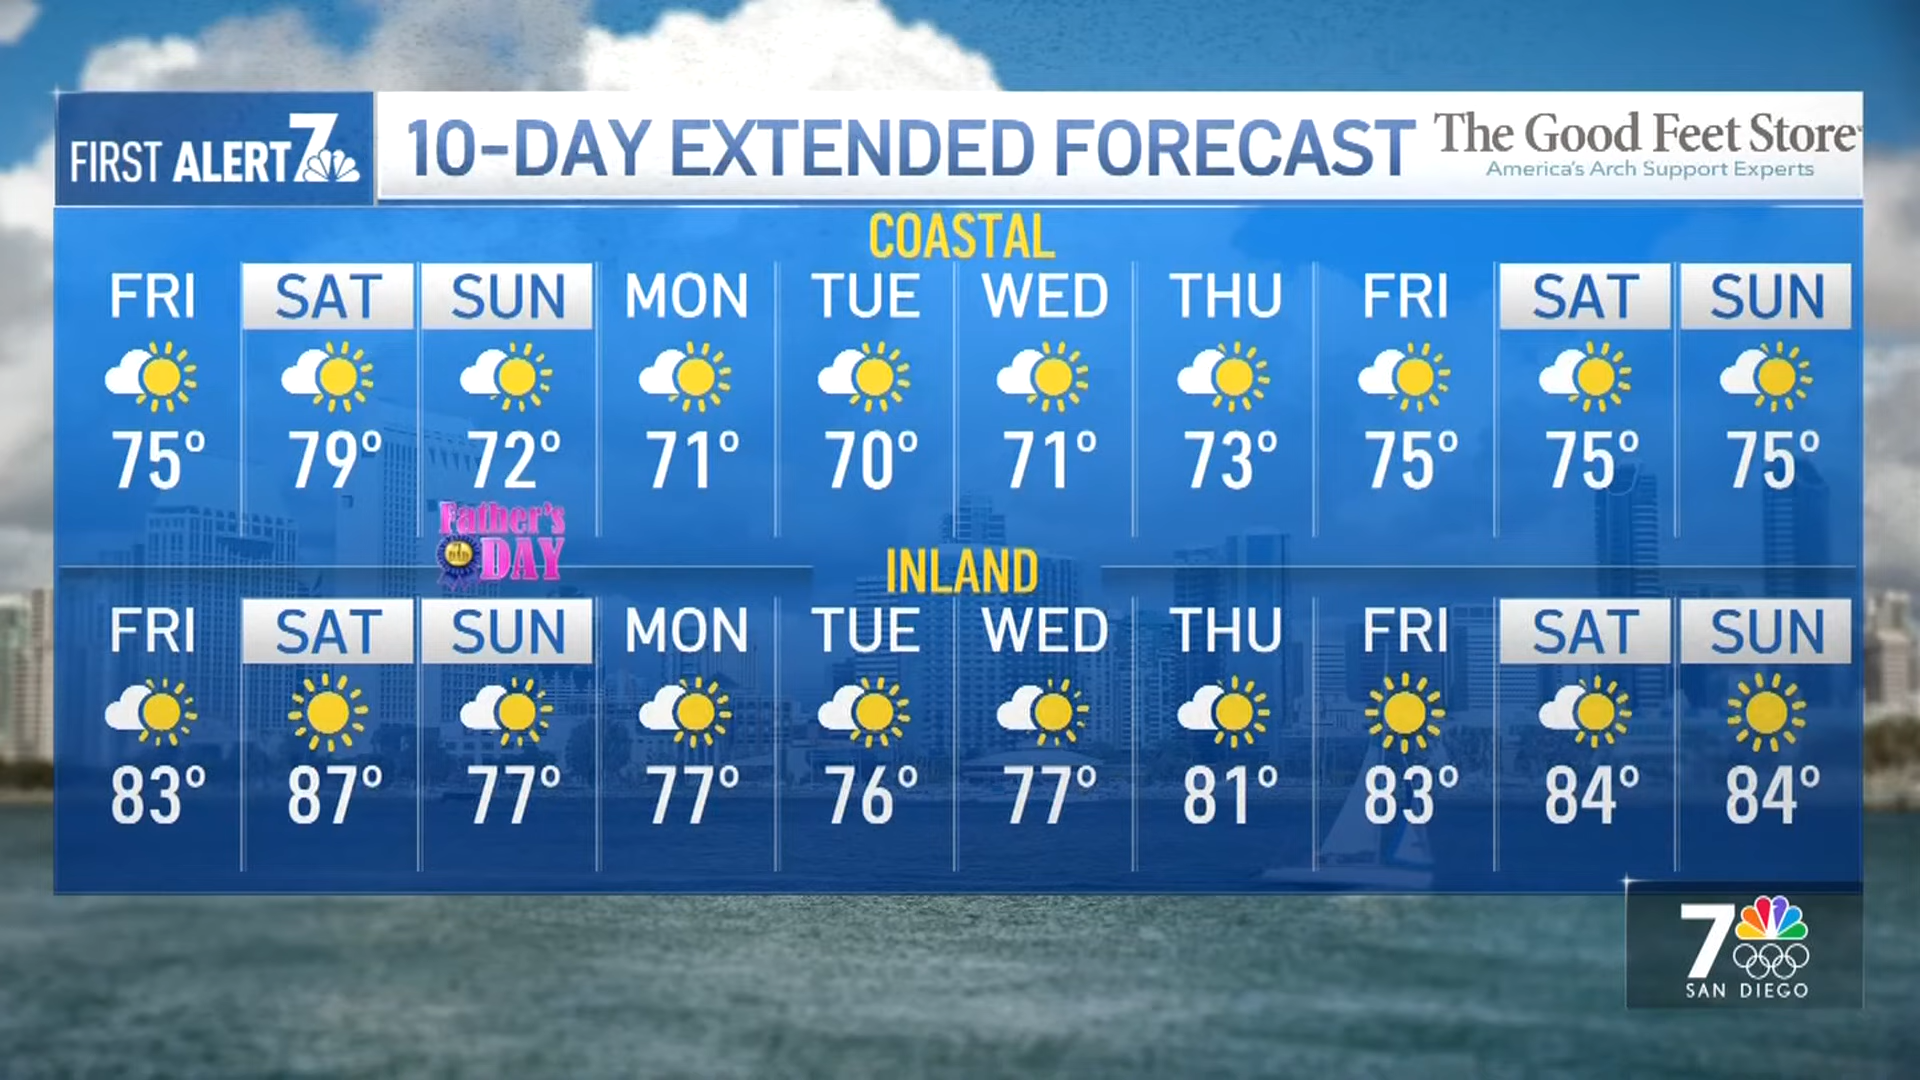 FIRST ALERT 7
10-DAY EXTENDED FORECAST
The Good Feet Store
America's Arch Support Experts
COASTAL
FRI SAT SUN MON TUE WED THU FRI SAT SUN
75° 79° 72° 71° 70° 71° 73° 75° 75° 75°
Father's
DAY
INLAND
FRI SAT SUN MON TUE WED THU FRI SAT SUN
83° 87° 77° 77° 76° 77° 81° 83° 84° 84°
7
SAN DIEGO